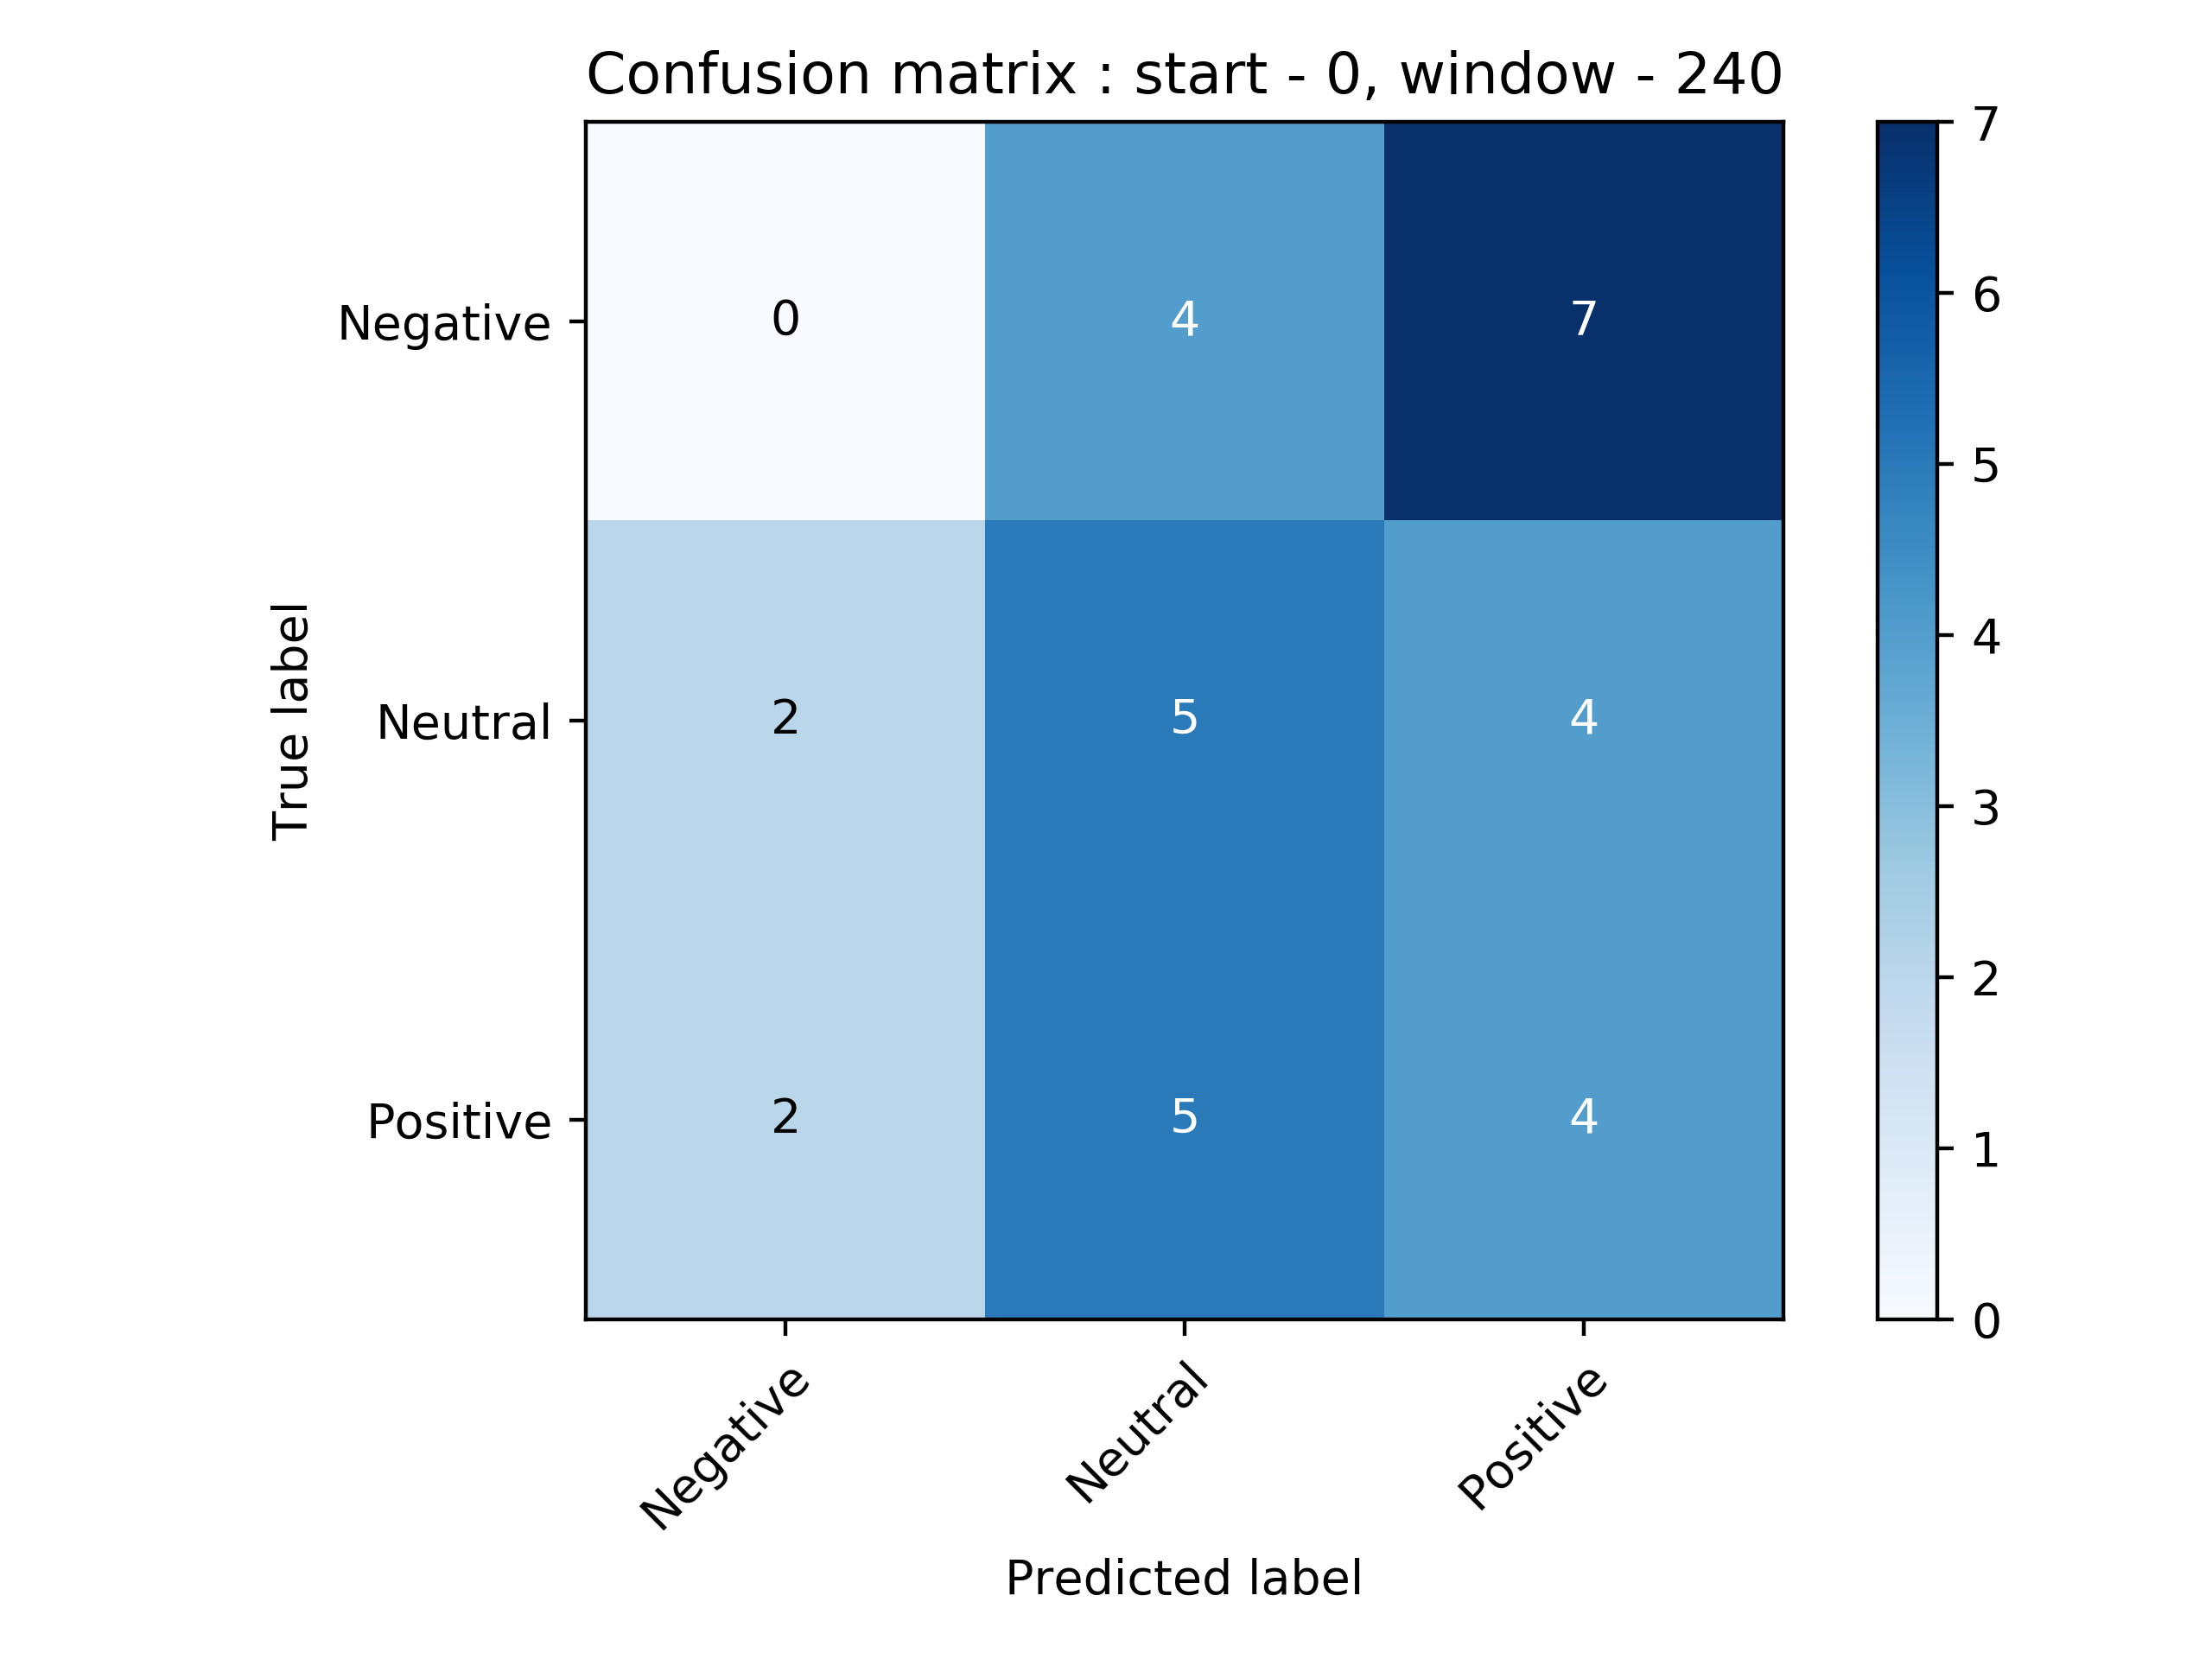 Confusion matrix : start - 0, window - 240
True label
Negative
0 4 7
Neutral
2 5 4
Positive
2 5 4
Negative
Neutral
Positive
Predicted label
7
6
5
4
3
2
1
0